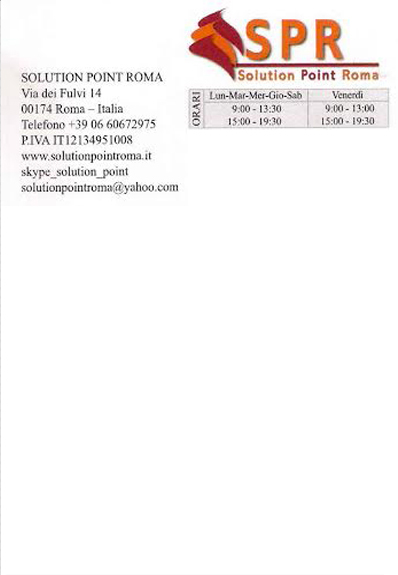 SOLUTION POINT ROMA
Via dei Fulvi 14
00174 Roma – Italia
Telefono +39 06 60672975
P.IVA IT12134951008
www.solutionpointroma.it
skype_solution_point
solutionpointroma@yahoo.com
SPR
Solution Point Roma
ORARI
Lun-Mar-Mer-Gio-Sab Venerdì
9:00 - 13:30 9:00 - 13:00
15:00 - 19:30 15:00 - 19:30